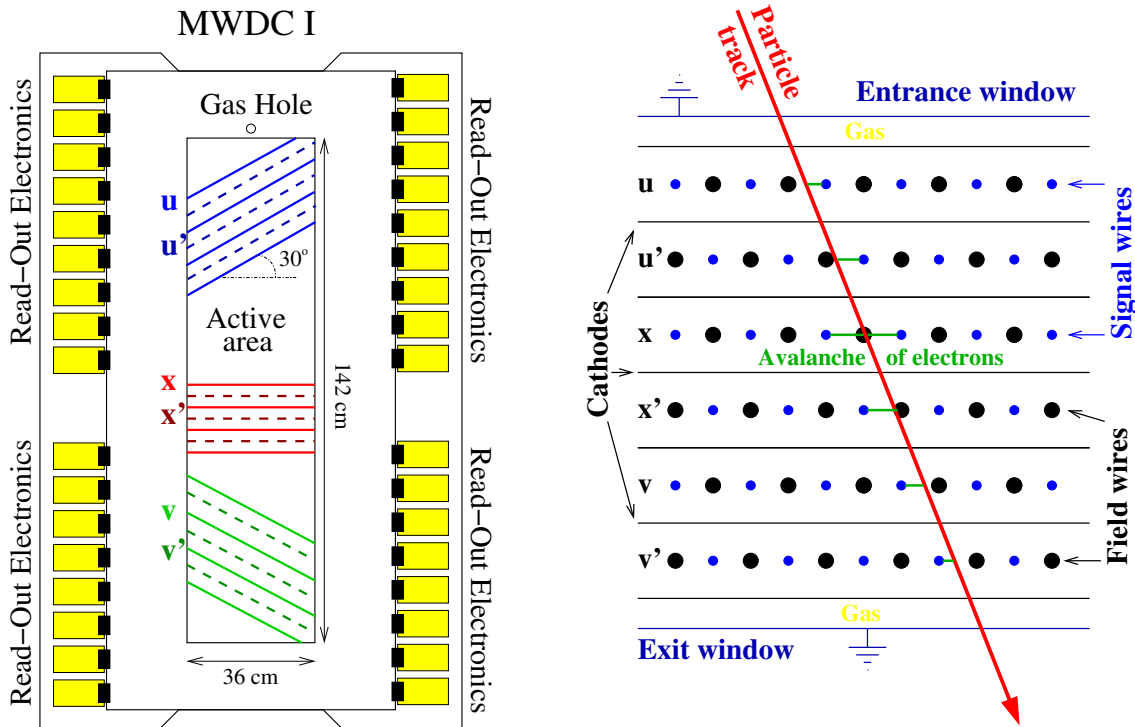 MWDC I
Read−Out Electronics
Read−Out Electronics
Read−Out Electronics
Read−Out Electronics
Gas Hole
u
u'
30°
Active
area
x
x'
142 cm
v
v'
36 cm
Particle
track
Entrance window
Gas
u
u'
x
Avalanche of electrons
x'
v
v'
Cathodes
Signal wires
Field wires
Gas
Exit window